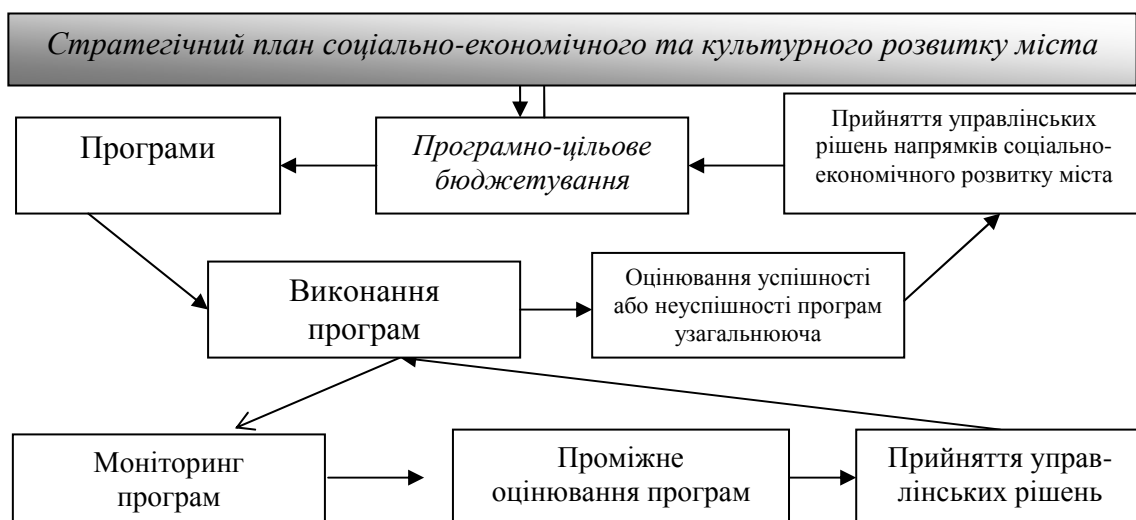 Стратегічний план соціально-економічного та культурного розвитку міста
Програми
Програмно-цільове
бюджетування
Прийняття управлінських
рішень напрямків соціально-
економічного розвитку міста
Виконання
програм
Оцінювання успішності
або неуспішності програм
узагальнююча
Моніторинг
програм
Проміжне
оцінювання програм
Прийняття управ-
лінських рішень